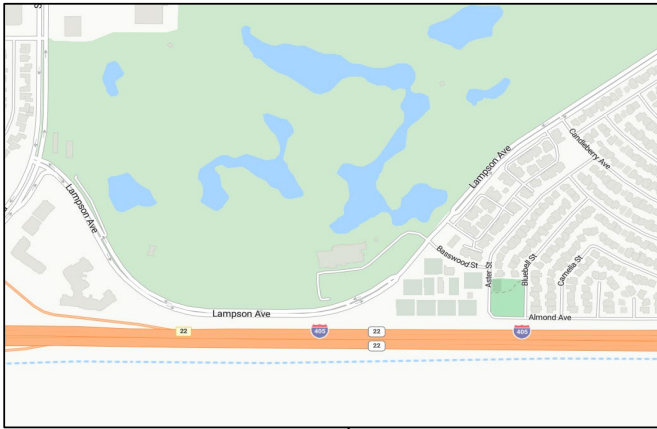 S
Lampson Ave
Candleberry Ave
Lampson Ave
Basswood St
Aster St
Bluebell St
Camelia St
Lampson Ave
Almond Ave
22
405
22
405
22